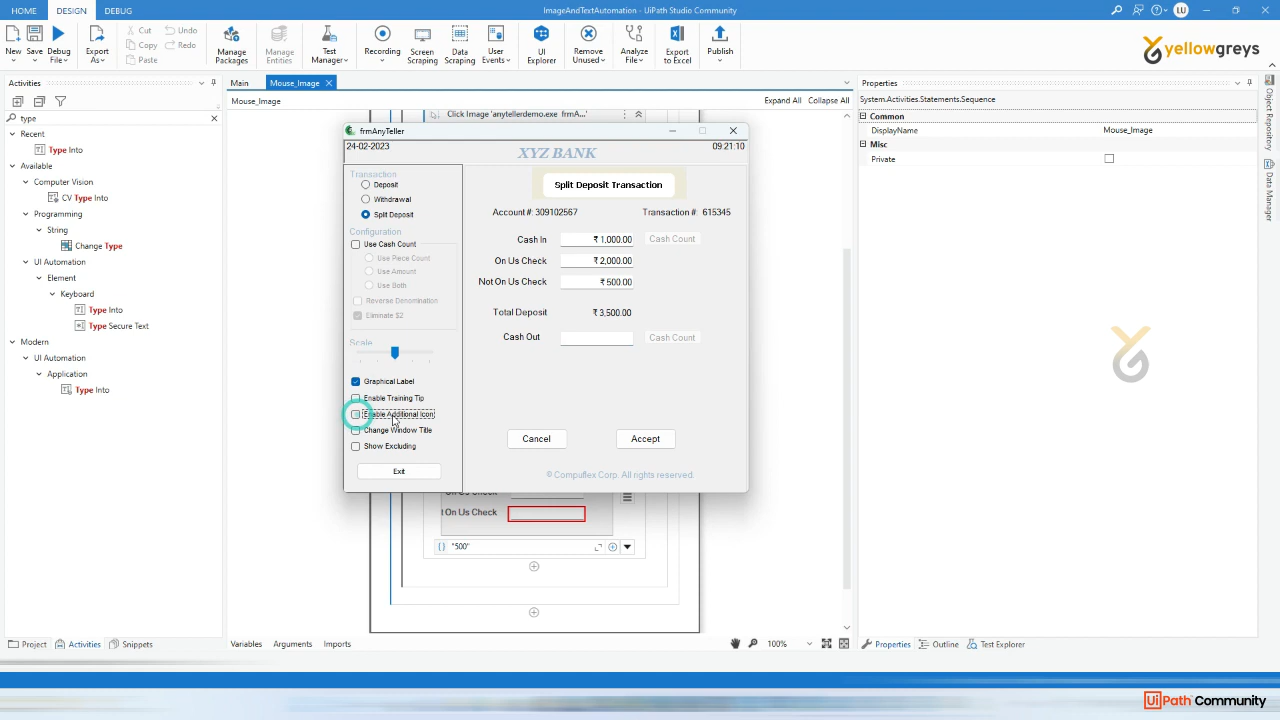 HOME
DESIGN
DEBUG
ImageAndTextAutomation - UiPath Studio Community
LU
New
Save
Debug File
Export As
Cut
Copy
Paste
Undo
Redo
Manage Packages
Manage Entities
Test Manager
Recording
Screen Scraping
Data Scraping
User Events
UI Explorer
Remove Unused
Analyze File
Export to Excel
Publish
yellowgreys
Activities
Main
Mouse_Image
Properties
Mouse_Image
Expand All
Collapse All
System.Activities.Statements.Sequence
type
Common
DisplayName
Mouse_Image
Misc
Private
Recent
Type Into
Available
Computer Vision
CV Type Into
Programming
String
Change Type
UI Automation
Element
Keyboard
Type Into
Type Secure Text
Modern
UI Automation
Application
Type Into
Click Image 'anytellerdemo.exe frmA...'
frmAnyTeller
24-02-2023
XYZ BANK
09:21:10
Transaction
Deposit
Withdrawal
Split Deposit
Configuration
Use Cash Count
Use Piece Count
Use Amount
Use Both
Reverse Denomination
Eliminate $2
Scale
Graphical Label
Enable Training Tip
Enable Additional Icon
Change Window Title
Show Excluding
Exit
Split Deposit Transaction
Account #: 309102567
Transaction #: 615345
Cash In
₹ 1,000.00
Cash Count
On Us Check
₹ 2,000.00
Not On Us Check
₹ 500.00
Total Deposit
₹ 3,500.00
Cash Out
Cash Count
Cancel
Accept
© Compuflex Corp. All rights reserved.
On Us Check
t On Us Check
"500"
Project
Activities
Snippets
Variables
Arguments
Imports
100%
Properties
Outline
Test Explorer
Object Repository
Data Manager
UiPath Community